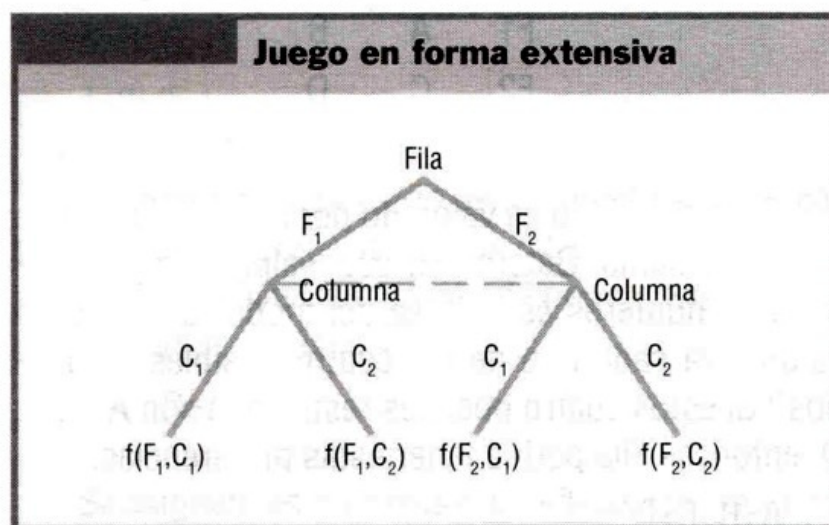 Juego en forma extensiva
Fila
F₁ F₂
Columna Columna
C₁ C₂ C₁ C₂
f(F₁,C₁) f(F₁,C₂) f(F₂,C₁) f(F₂,C₂)